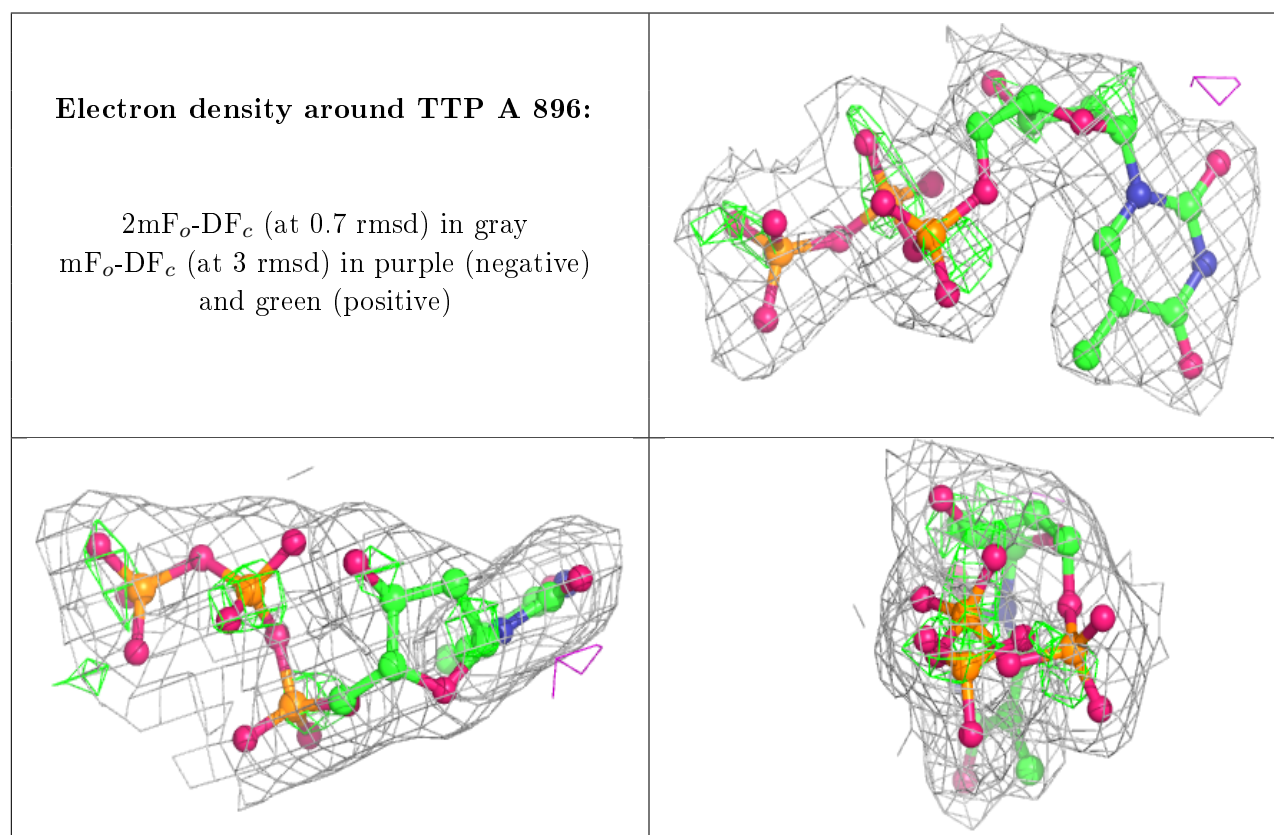 Electron density around TTP A 896:
2mFₒ-DF𝒸 (at 0.7 rmsd) in gray
mFₒ-DF𝒸 (at 3 rmsd) in purple (negative)
and green (positive)